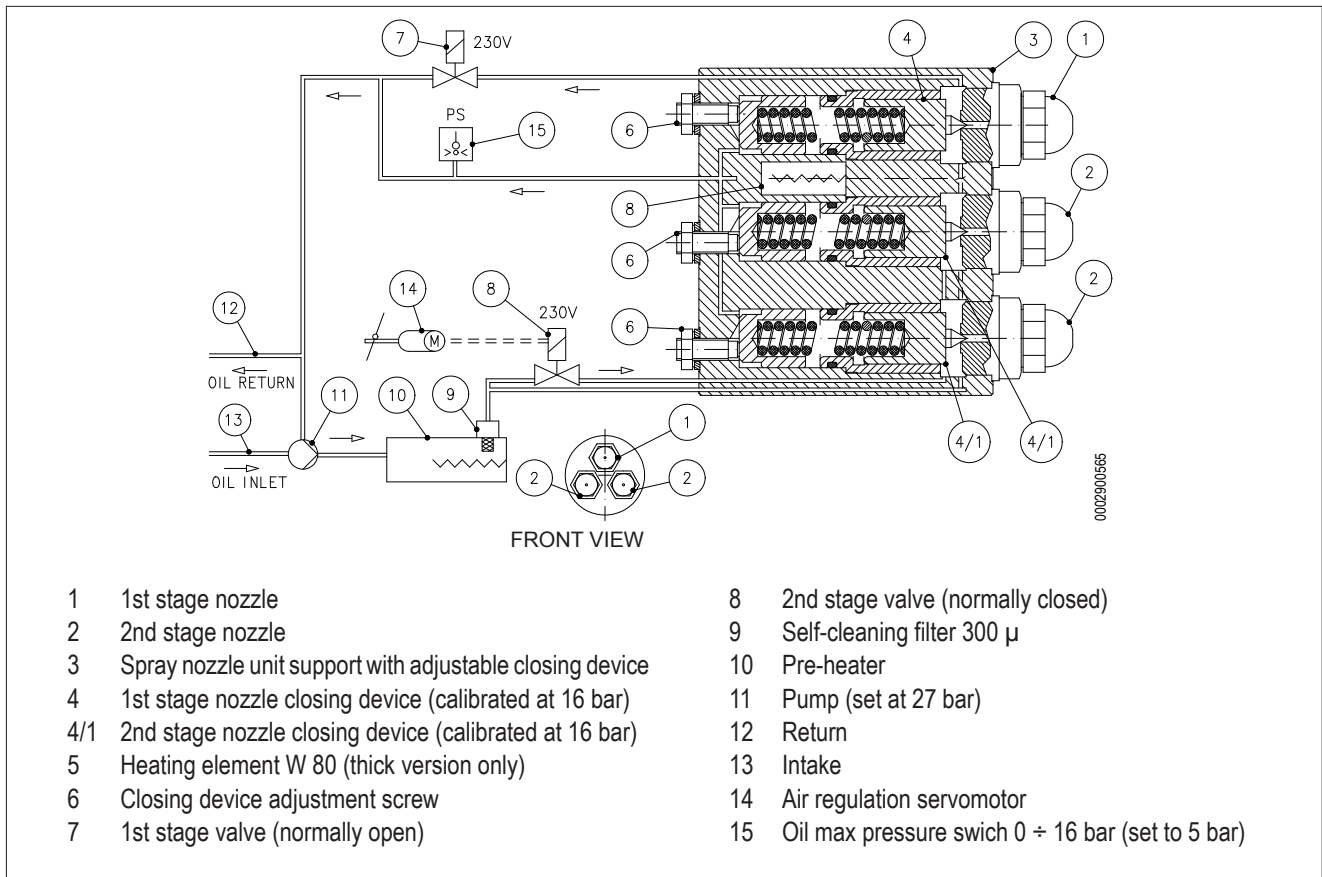 7
230V
4
3
1
PS
15
6
8
2
6
14
8
230V
6
2
12
OIL RETURN
11
10
9
13
OIL INLET
1
4/1
4/1
2
2
FRONT VIEW
0002900565
1 1st stage nozzle
2 2nd stage nozzle
3 Spray nozzle unit support with adjustable closing device
4 1st stage nozzle closing device (calibrated at 16 bar)
4/1 2nd stage nozzle closing device (calibrated at 16 bar)
5 Heating element W 80 (thick version only)
6 Closing device adjustment screw
7 1st stage valve (normally open)
8 2nd stage valve (normally closed)
9 Self-cleaning filter 300 µ
10 Pre-heater
11 Pump (set at 27 bar)
12 Return
13 Intake
14 Air regulation servomotor
15 Oil max pressure swich 0 ÷ 16 bar (set to 5 bar)
M